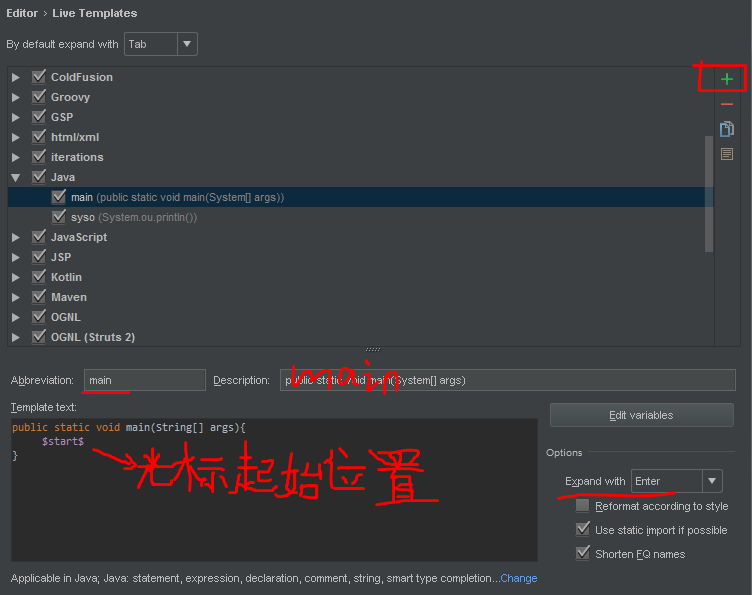 Editor › Live Templates
By default expand with Tab
ColdFusion
Groovy
GSP
html/xml
iterations
Java
main (public static void main(System[] args))
syso (System.ou.println())
JavaScript
JSP
Kotlin
Maven
OGNL
OGNL (Struts 2)
main
Abbreviation: main Description: public static void main(System[] args)
Template text:
Edit variables
public static void main(String[] args){
$start$
}
光标起始位置
Options
Expand with Enter
Reformat according to style
Use static import if possible
Shorten FQ names
Applicable in Java; Java: statement, expression, declaration, comment, string, smart type completion...Change